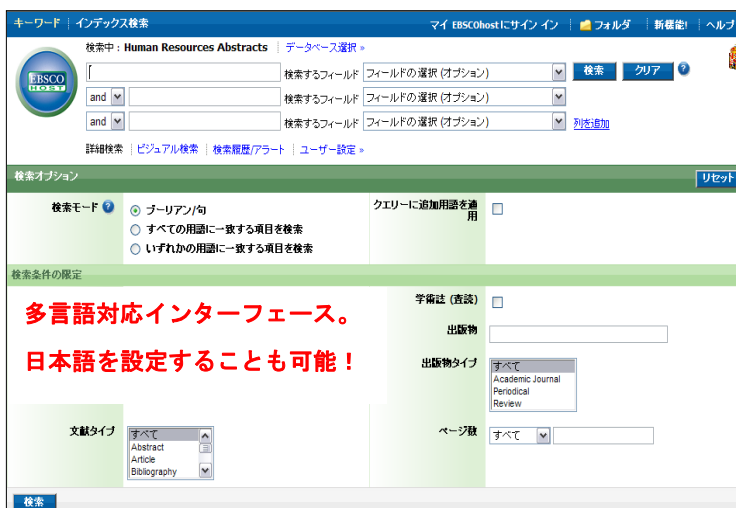 キーワード インデックス検索 マイ EBSCOhostにサイン イン フォルダ 新機能! ヘルプ
検索中 : Human Resources Abstracts データベース選択 »
EBSCO
HOST
検索するフィールド フィールドの選択 (オプション) 検索 クリア ?
and 検索するフィールド フィールドの選択 (オプション)
and 検索するフィールド フィールドの選択 (オプション) 列を追加
詳細検索 ビジュアル検索 検索履歴/アラート ユーザー設定 »
検索オプション リセット
検索モード ? ブーリアン/句
すべての用語に一致する項目を検索
いずれかの用語に一致する項目を検索
クエリーに追加用語を適
用
検索条件の限定
多言語対応インターフェース。
日本語を設定することも可能！
学術誌 (査読)
出版物
出版物タイプ すべて
Academic Journal
Periodical
Review
文献タイプ すべて
Abstract
Article
Bibliography
ページ数 すべて
検索